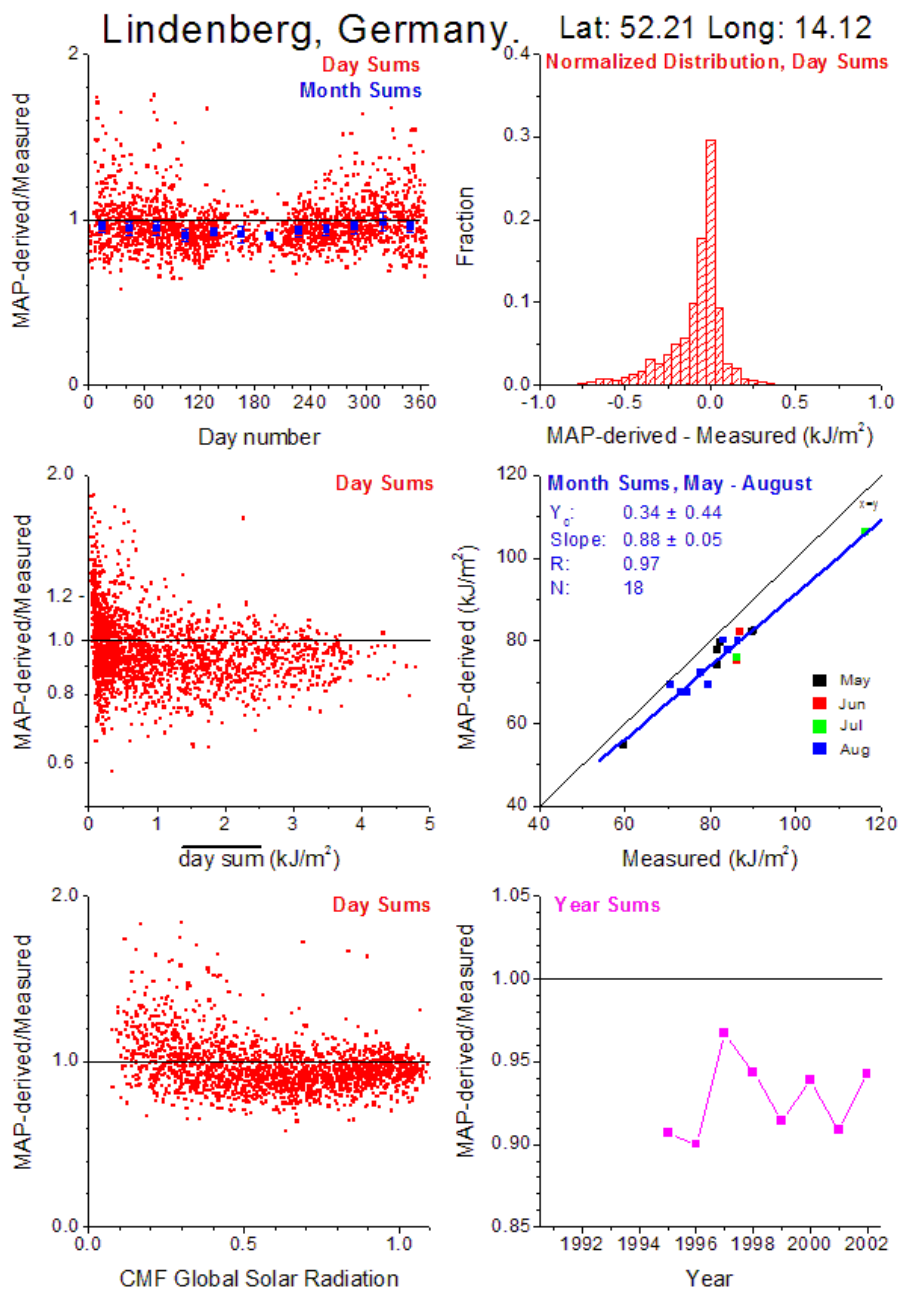 Lindenberg, Germany. Lat: 52.21 Long: 14.12
Day Sums
Month Sums
MAP-derived/Measured
2
1
0
0 60 120 180 240 300 360
Day number
Normalized Distribution, Day Sums
Fraction
0.4
0.3
0.2
0.1
0.0
-1.0 -0.5 0.0 0.5 1.0
MAP-derived - Measured (kJ/m²)
Day Sums
MAP-derived/Measured
2.0
1.2
1.0
0.8
0.6
0 1 2 3 4 5
day sum (kJ/m²)
Month Sums, May - August
Y₀: 0.34 ± 0.44
Slope: 0.88 ± 0.05
R: 0.97
N: 18
x=y
May
Jun
Jul
Aug
MAP-derived (kJ/m²)
120
100
80
60
40
40 60 80 100 120
Measured (kJ/m²)
Day Sums
MAP-derived/Measured
2.0
1.0
0.0
0.0 0.5 1.0
CMF Global Solar Radiation
Year Sums
MAP-derived/Measured
1.05
1.00
0.95
0.90
0.85
1992 1994 1996 1998 2000 2002
Year